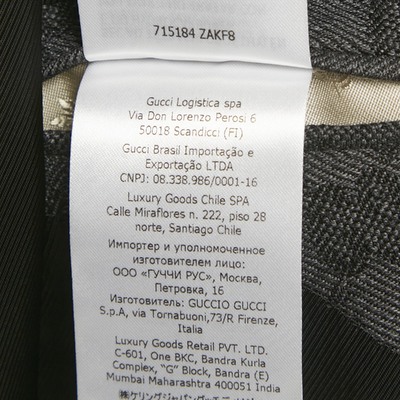 715184 ZAKF8
Gucci Logistica spa
Via Don Lorenzo Perosi 6
50018 Scandicci (FI)
Gucci Brasil Importação e
Exportação LTDA
CNPJ: 08.338.986/0001-16
Luxury Goods Chile SPA
Calle Miraflores n. 222, piso 28
norte, Santiago Chile
Импортер и уполномоченное
изготовителем лицо:
ООО «ГУЧЧИ РУС», Москва,
Петровка, 16
Изготовитель: GUCCIO GUCCI
S.p.A, via Tornabuoni,73/R Firenze,
Italia
Luxury Goods Retail PVT. LTD.
C-601, One BKC, Bandra Kurla
Complex, “G” Block, Bandra (E)
Mumbai Maharashtra 400051 India